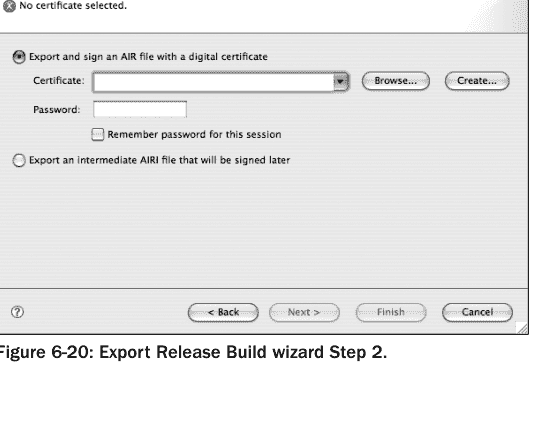 No certificate selected.
Export and sign an AIR file with a digital certificate
Certificate: Browse... Create...
Password:
Remember password for this session
Export an intermediate AIRI file that will be signed later
? < Back Next > Finish Cancel
igure 6-20: Export Release Build wizard Step 2.